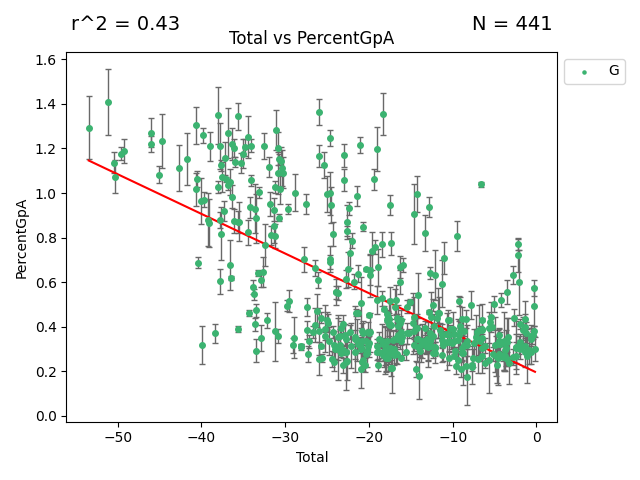 r^2 = 0.43
N = 441
Total vs PercentGpA
G
PercentGpA
1.6
1.4
1.2
1.0
0.8
0.6
0.4
0.2
0.0
−50
−40
−30
−20
−10
0
Total